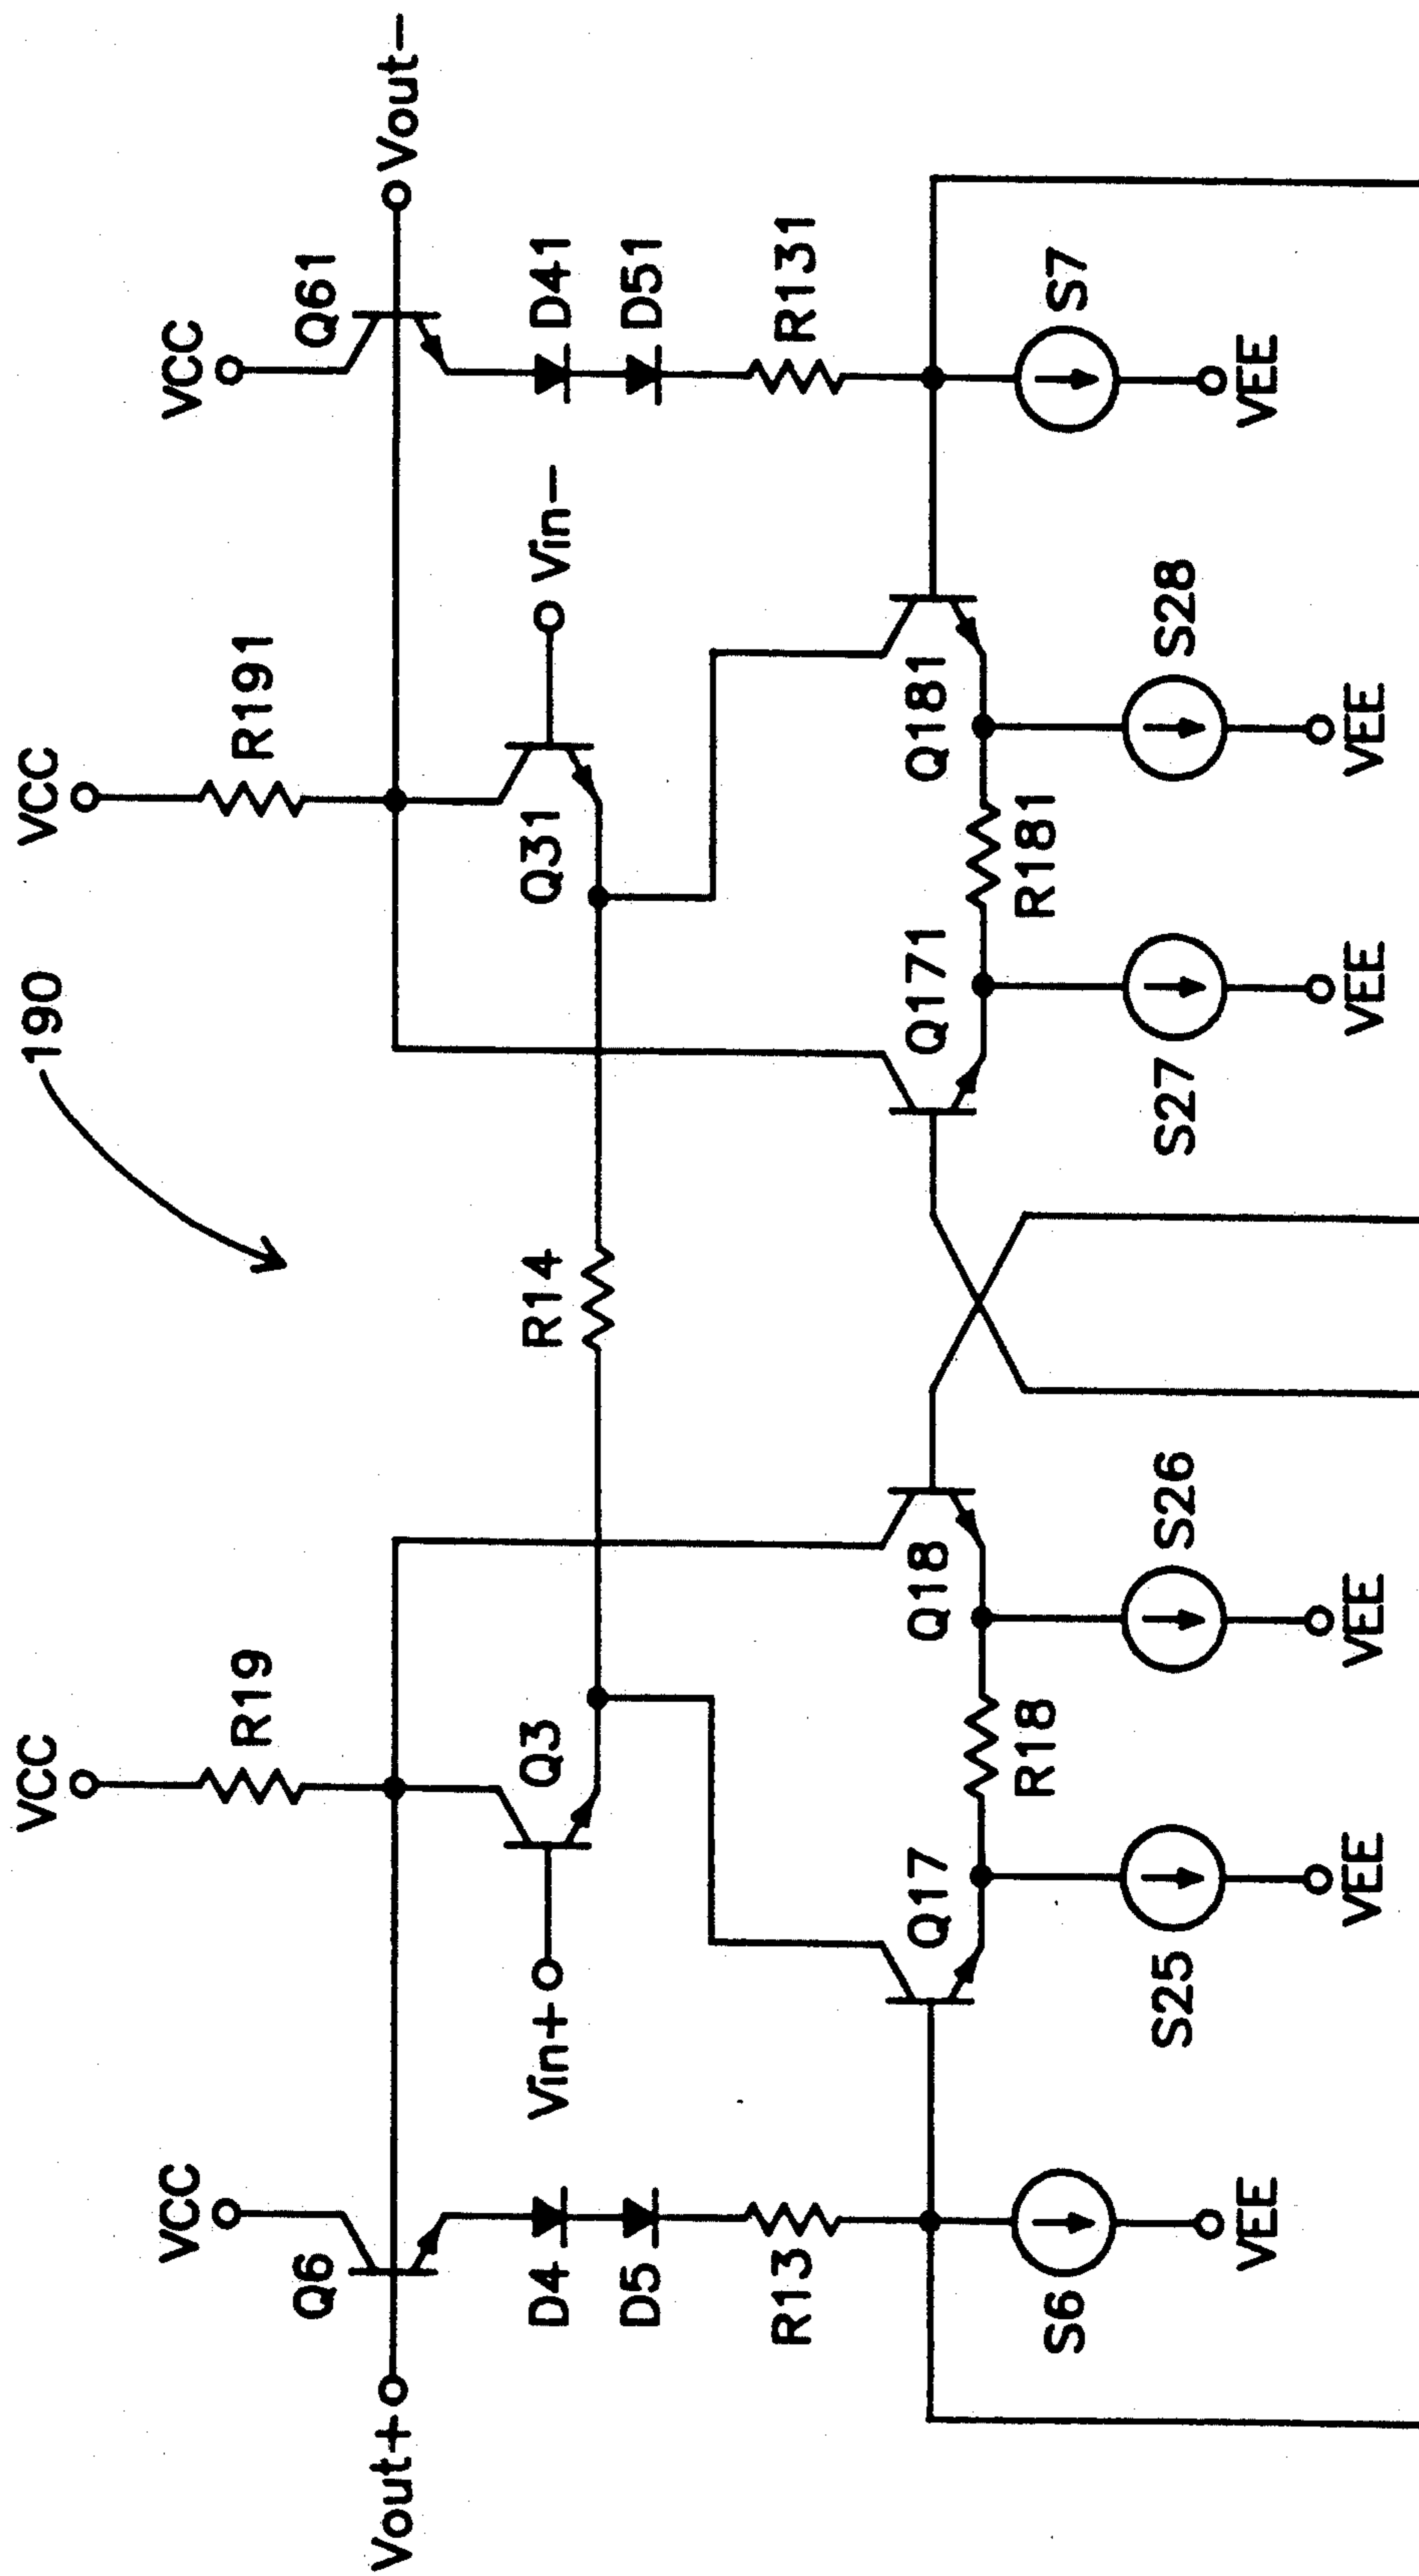 VCC
190
VCC
VCC
VCC
R19
R191
Q6
Q61
Vout+
Vout−
D4
Vin+
Q3
R14
Q31
Vin−
D41
D5
D51
R13
R131
Q17
Q18
Q171
Q181
R18
R181
S6
S7
S25
S26
S27
S28
VEE
VEE
VEE
VEE
VEE
VEE